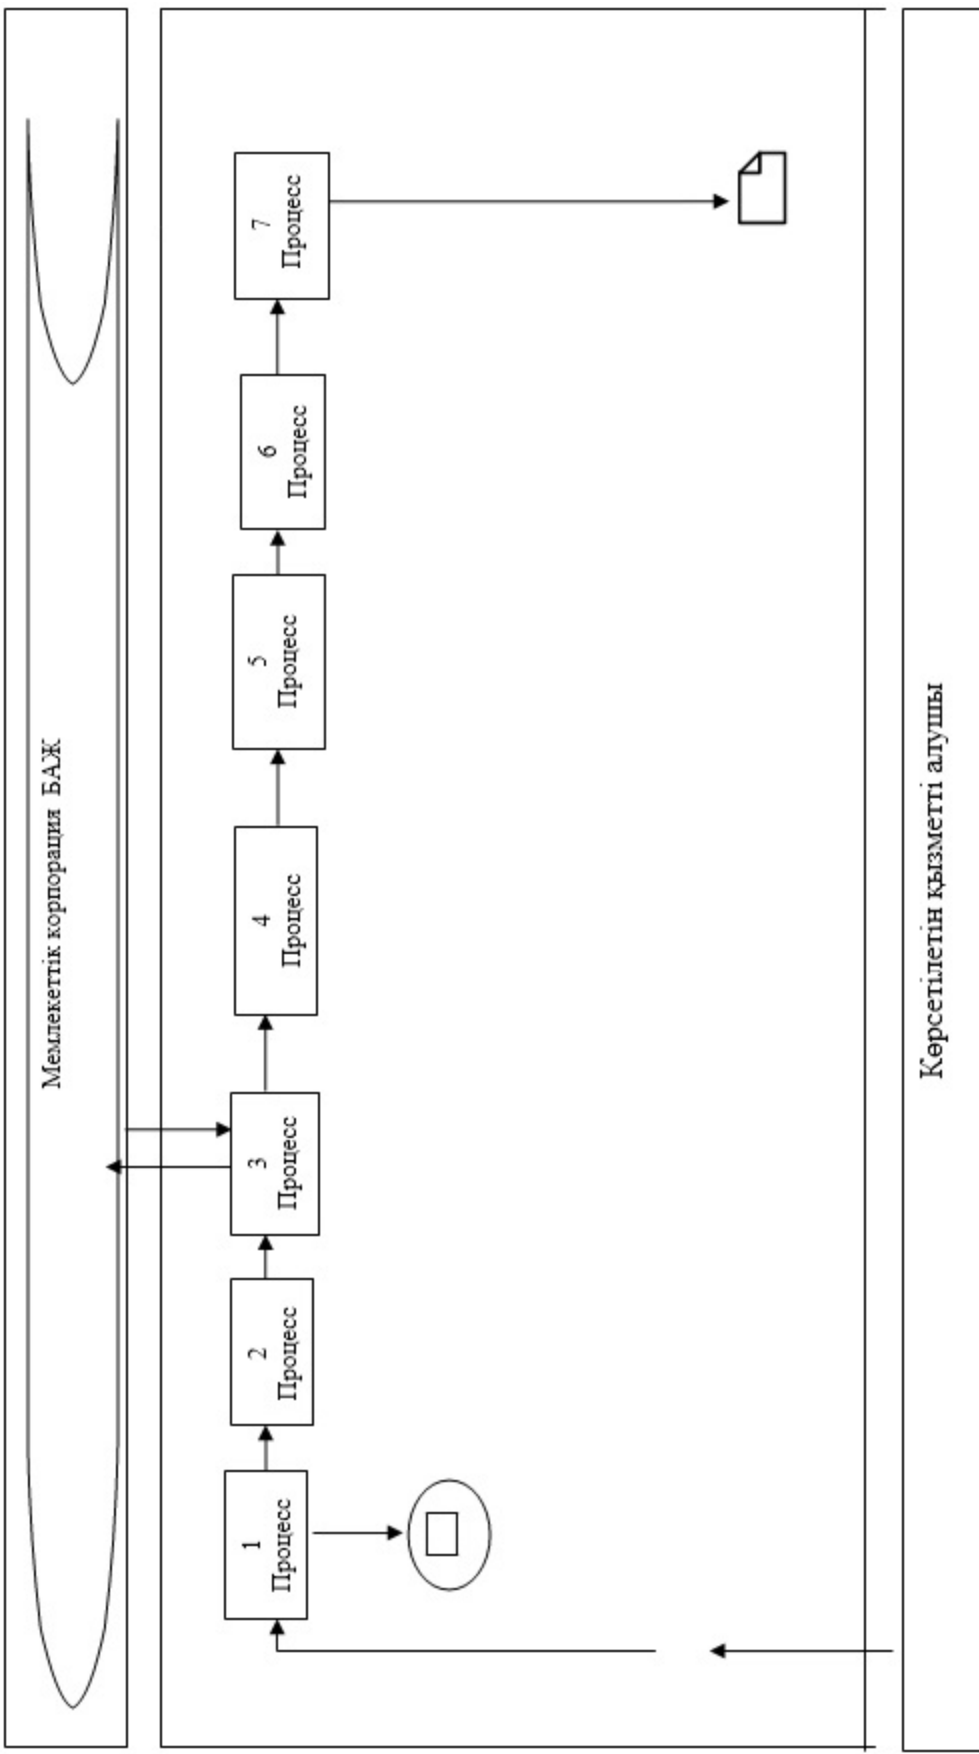 Мемлекеттік корпорация БАЖ
1
Процесс
2
Процесс
3
Процесс
4
Процесс
5
Процесс
6
Процесс
7
Процесс
Көрсетілетін қызметті алушы